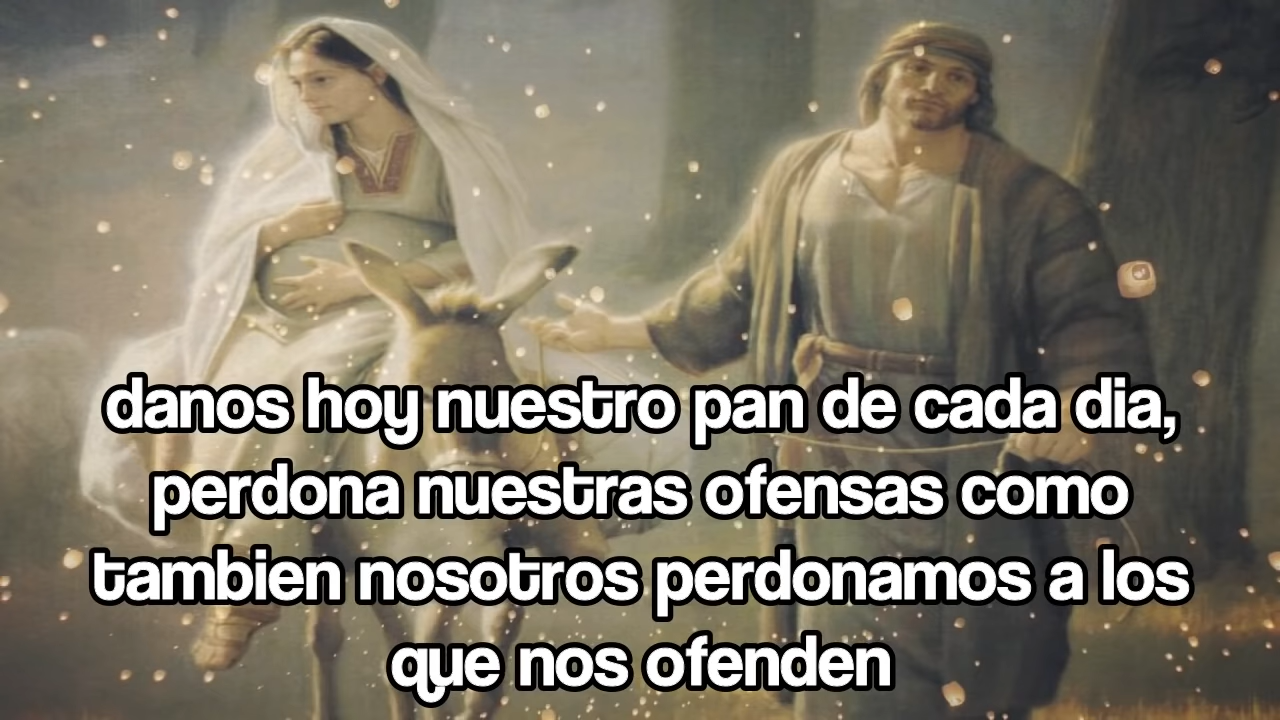 danos hoy nuestro pan de cada dia,
perdona nuestras ofensas como
tambien nosotros perdonamos a los
que nos ofenden